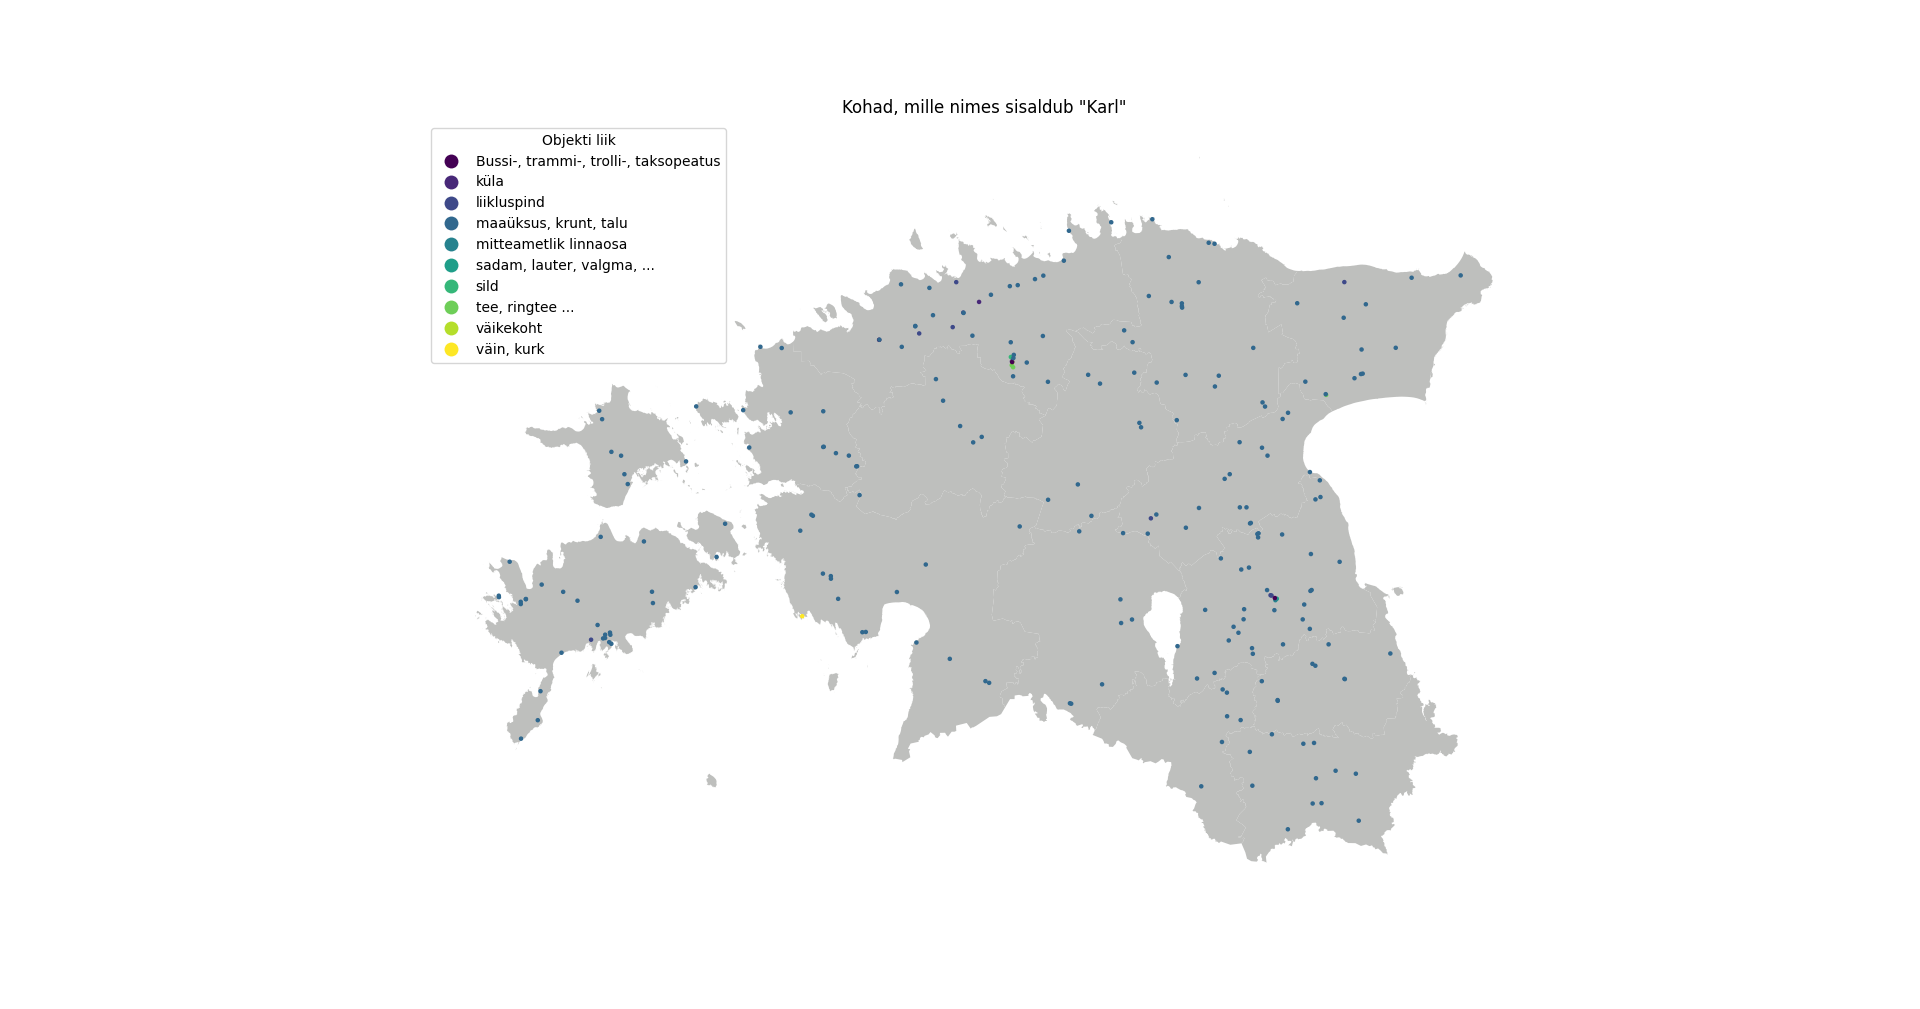 Kohad, mille nimes sisaldub "Karl"
Objekti liik
Bussi-, trammi-, trolli-, taksopeatus
küla
liikluspind
maaüksus, krunt, talu
mitteametlik linnaosa
sadam, lauter, valgma, ...
sild
tee, ringtee ...
väikekoht
väin, kurk